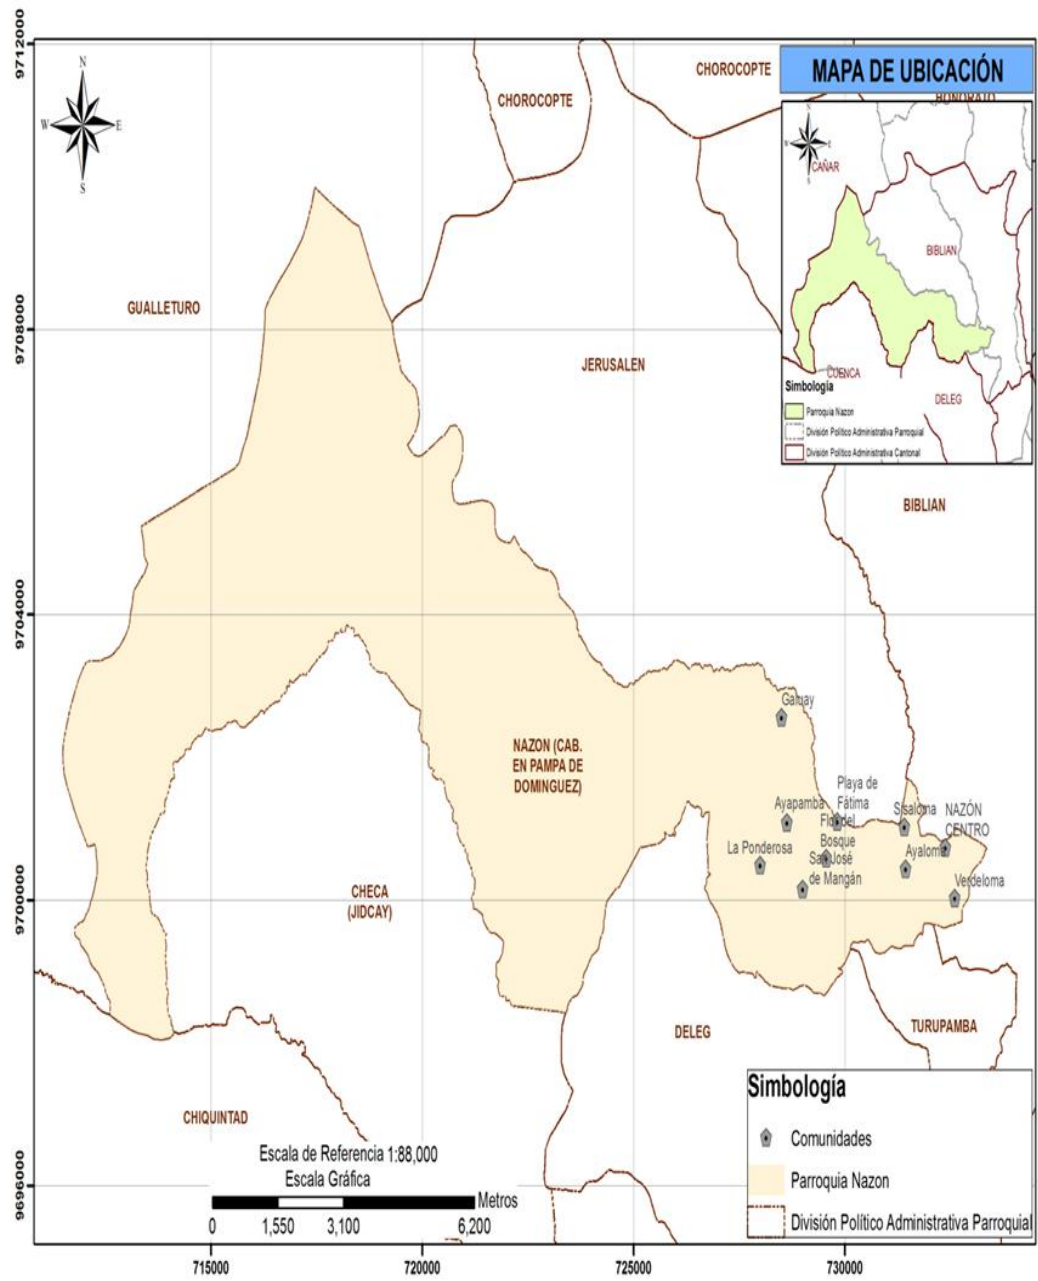 MAPA DE UBICACIÓN
9712000
9708000
9704000
9700000
9696000
N
W
E
S
CHOROCOPTE
CHOROCOPTE
GUALLETURO
JERUSALEN
BIBLIAN
NAZON (CAB.
EN PAMPA DE
DOMINGUEZ)
CHECA
(JIDCAY)
CHIQUINTAD
DELEG
TURUPAMBA
Galuay
Playa de
Fátima
Ayapamba
Flor del
Bosque
Sisaloma
NAZÓN
CENTRO
La Ponderosa
San José
de Mangán
Ayaloma
Verdeloma
HONORATO
CAÑAR
BIBLIAN
CUENCA
DELEG
Simbología
Parroquia Nazon
División Político Administrativa Parroquial
División Político Administrativa Cantonal
Escala de Referencia 1:88,000
Escala Gráfica
Metros
0 1,550 3,100 6,200
Simbología
Comunidades
Parroquia Nazon
División Político Administrativa Parroquial
715000 720000 725000 730000